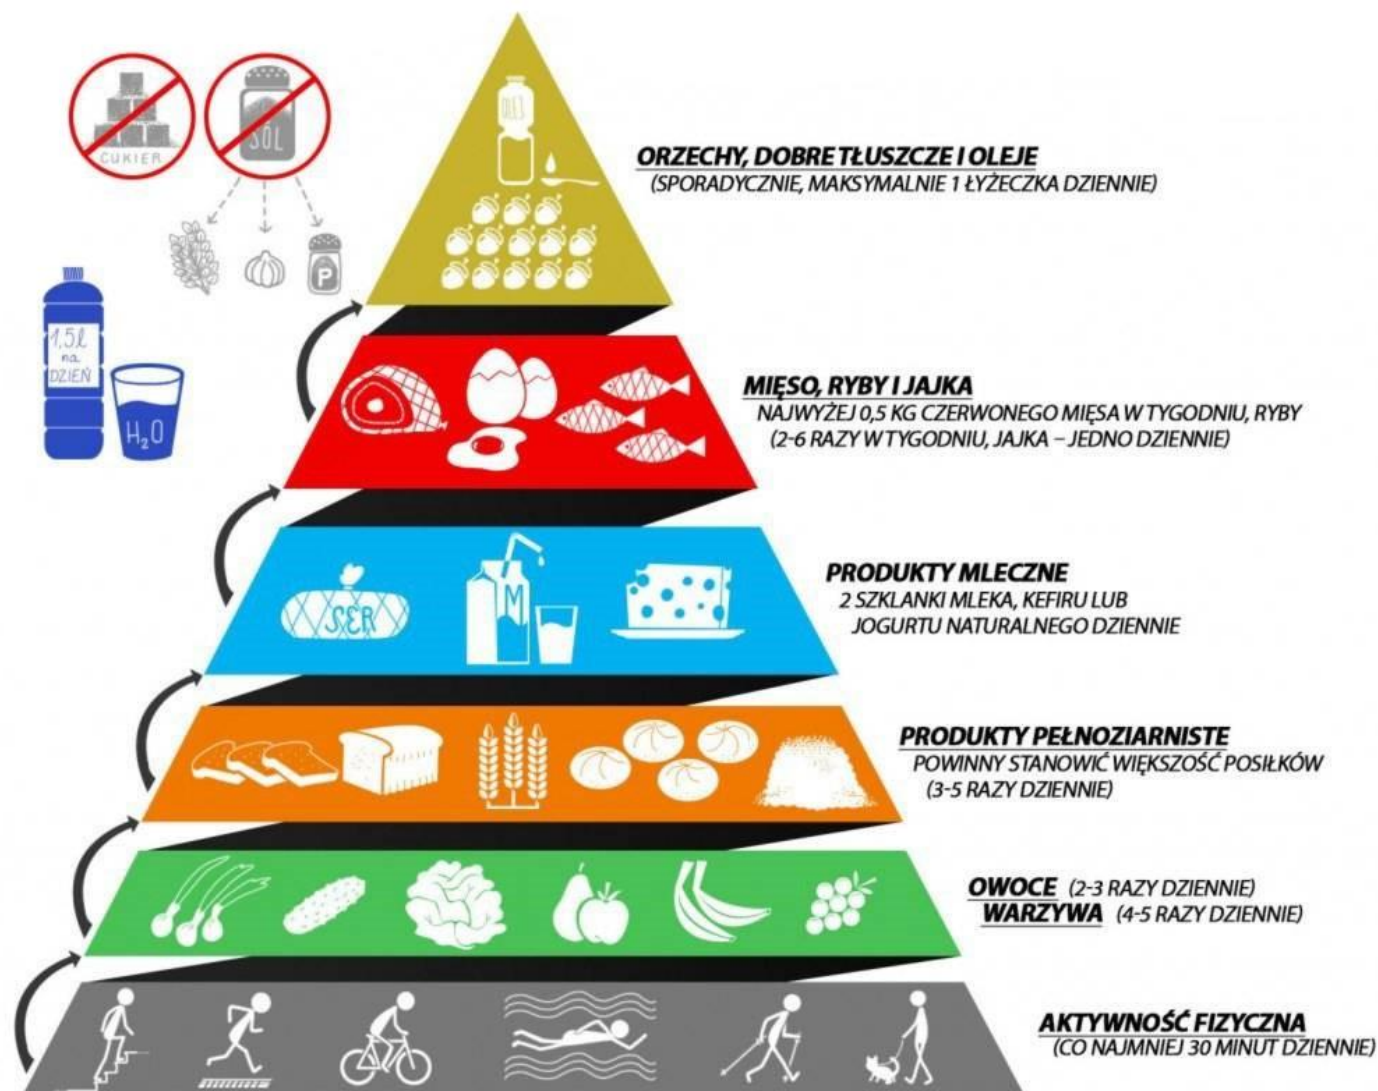 CUKIER
SÓL
P
1,5l
na
DZIEŃ
H₂O
OLEJ
ORZECHY, DOBRE TŁUSZCZE I OLEJE
(SPORADYCZNIE, MAKSYMALNIE 1 ŁYŻECZKA DZIENNIE)
MIĘSO, RYBY I JAJKA
NAJWYŻEJ 0,5 KG CZERWONEGO MIĘSA W TYGODNIU, RYBY
(2-6 RAZY W TYGODNIU, JAJKA – JEDNO DZIENNIE)
SER
M
PRODUKTY MLECZNE
2 SZKLANKI MLEKA, KEFIRU LUB
JOGURTU NATURALNEGO DZIENNIE
PRODUKTY PEŁNOZIARNISTE
POWINNY STANOWIĆ WIĘKSZOŚĆ POSIŁKÓW
(3-5 RAZY DZIENNIE)
OWOCE (2-3 RAZY DZIENNIE)
WARZYWA (4-5 RAZY DZIENNIE)
AKTYWNOŚĆ FIZYCZNA
(CO NAJMNIEJ 30 MINUT DZIENNIE)